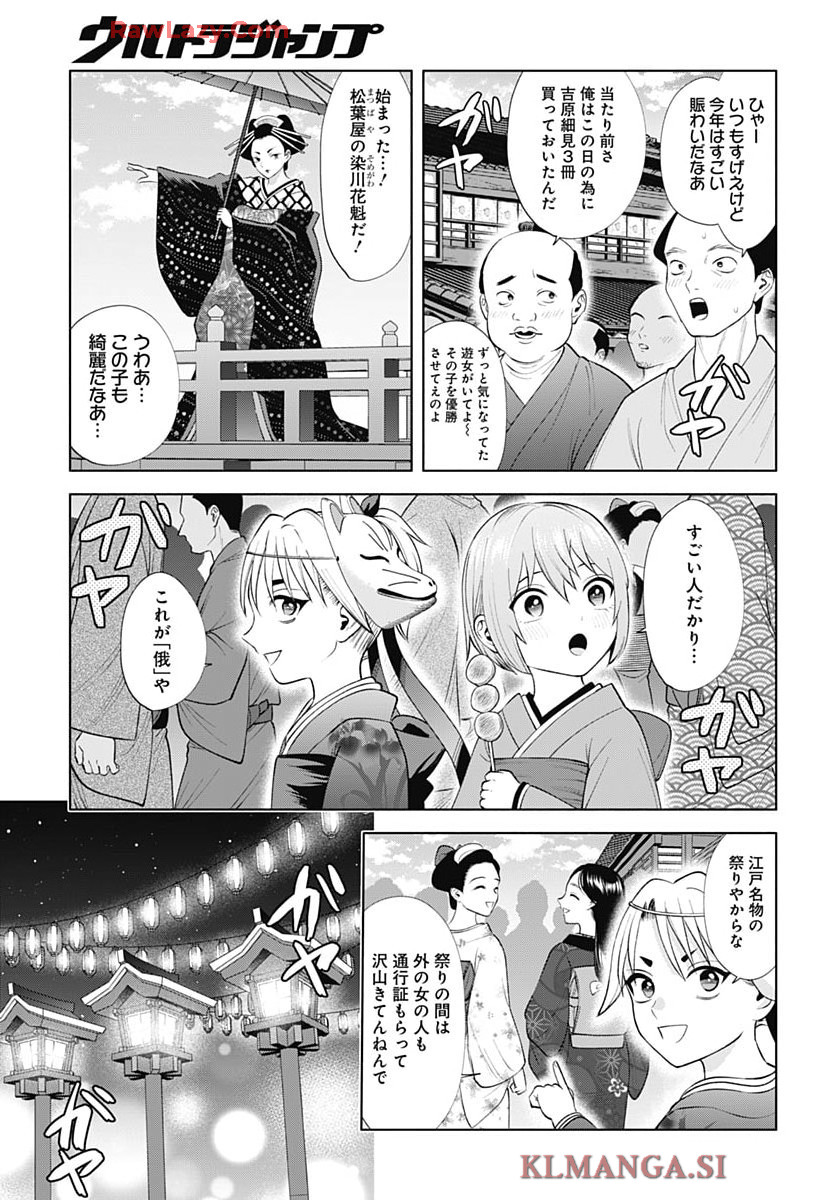 ウルトラジャンプ
RawLazy.Com
ひゃー
いつもすげえけど
今年はすごい
賑わいだなあ
当たり前さ
俺はこの日の為に
吉原細見3冊
買っておいたんだ
ガヤ
ずっと気になってた
遊女がいてよ〜
その子を優勝
させてえのよ
ガヤ
始まった…!
松葉屋の染川花魁だ!
まつばや
そめがわ
うわあ…
この子も
綺麗だなあ…
すごい人だかり…
ガヤ
これが「俄」や
ガヤ
江戸名物の
祭りやからな
祭りの間は
外の女の人も
通行証もらって
沢山きてんねんで
ガヤ
ガヤ
KLMANGA.SI